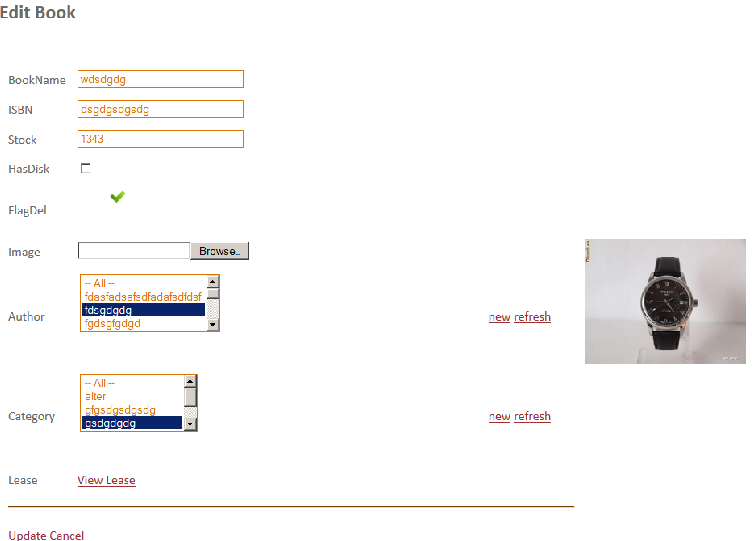 Edit Book
BookName wdsdgdg
ISBN dsgdgsdgsdg
Stock 1343
HasDisk
FlagDel
Image Browse..
-- All --
fdasfadsafsdfadafsdfdsf
Author fdsgdgdg new refresh
fgdsgfgdgd
-- All --
alter
Category gfgsdgsdgsdg new refresh
gsdgdgdg
Lease View Lease
Update Cancel